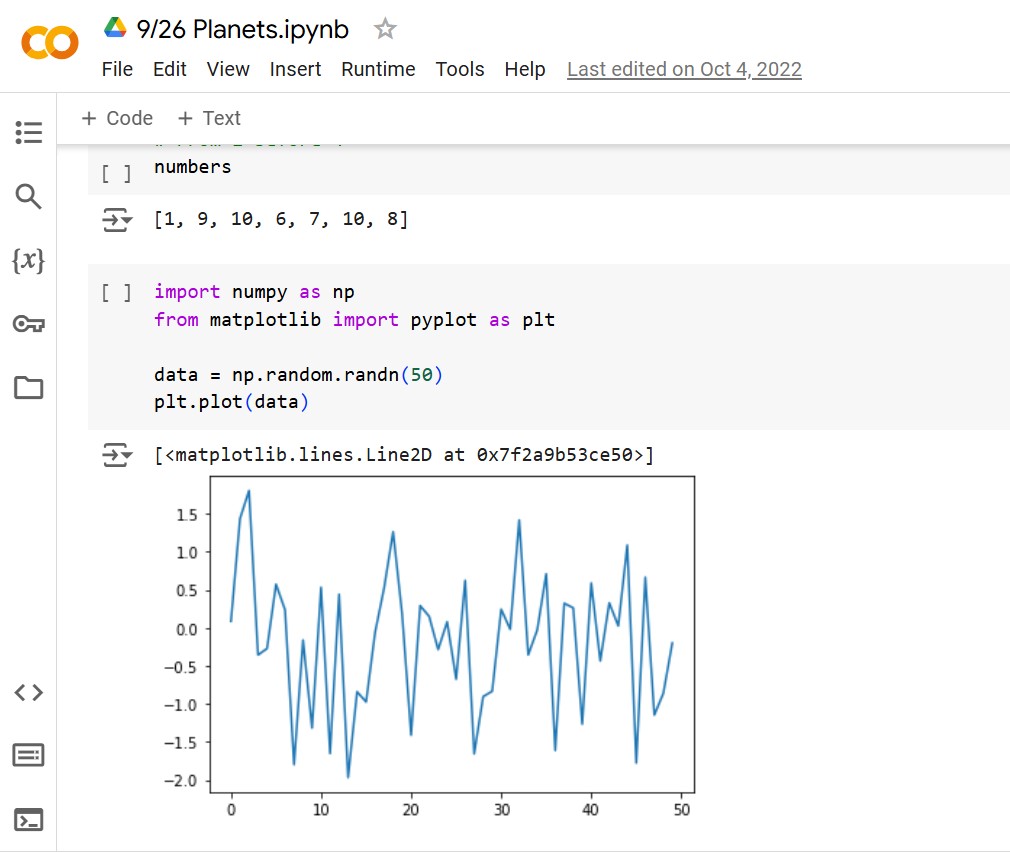 9/26 Planets.ipynb
File Edit View Insert Runtime Tools Help Last edited on Oct 4, 2022
+ Code + Text
[ ] numbers
[1, 9, 10, 6, 7, 10, 8]
{x}
[ ] import numpy as np
from matplotlib import pyplot as plt
data = np.random.randn(50)
plt.plot(data)
[<matplotlib.lines.Line2D at 0x7f2a9b53ce50>]
1.5
1.0
0.5
0.0
−0.5
−1.0
−1.5
−2.0
0 10 20 30 40 50